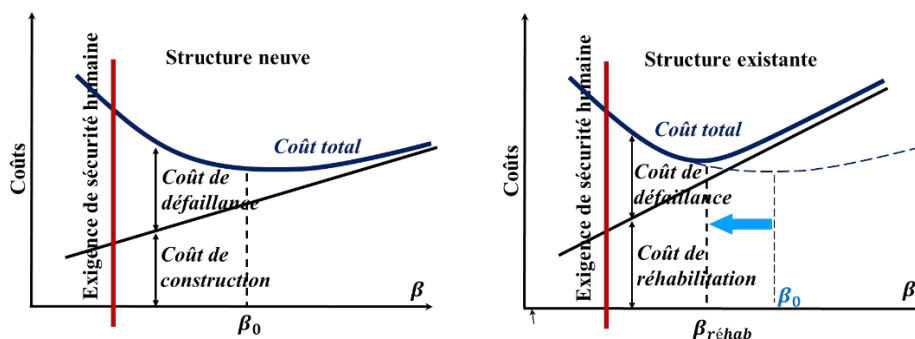 Structure neuve
Coûts
Exigence de sécurité humaine
Coût total
Coût de
défaillance
Coût de
construction
β
β₀
Structure existante
Coûts
Exigence de sécurité humaine
Coût total
Coût de
défaillance
Coût de
réhabilitation
β
β₀
βréhab